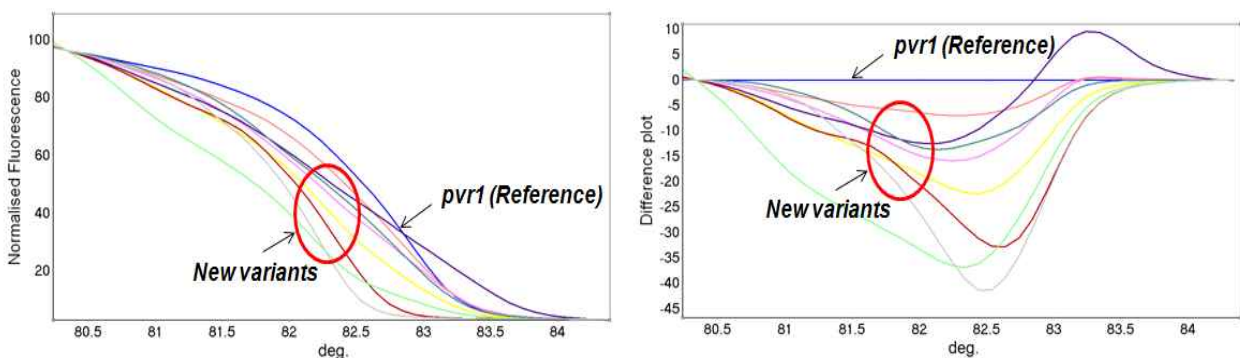 100
80
60
40
20
Normalised Fluorescence
pvr1 (Reference)
New variants
80.5 81 81.5 82 82.5 83 83.5 84
deg.
10
5
-0
-5
-10
-15
-20
-25
-30
-35
-40
-45
Difference plot
pvr1 (Reference)
New variants
80.5 81 81.5 82 82.5 83 83.5 84
deg.